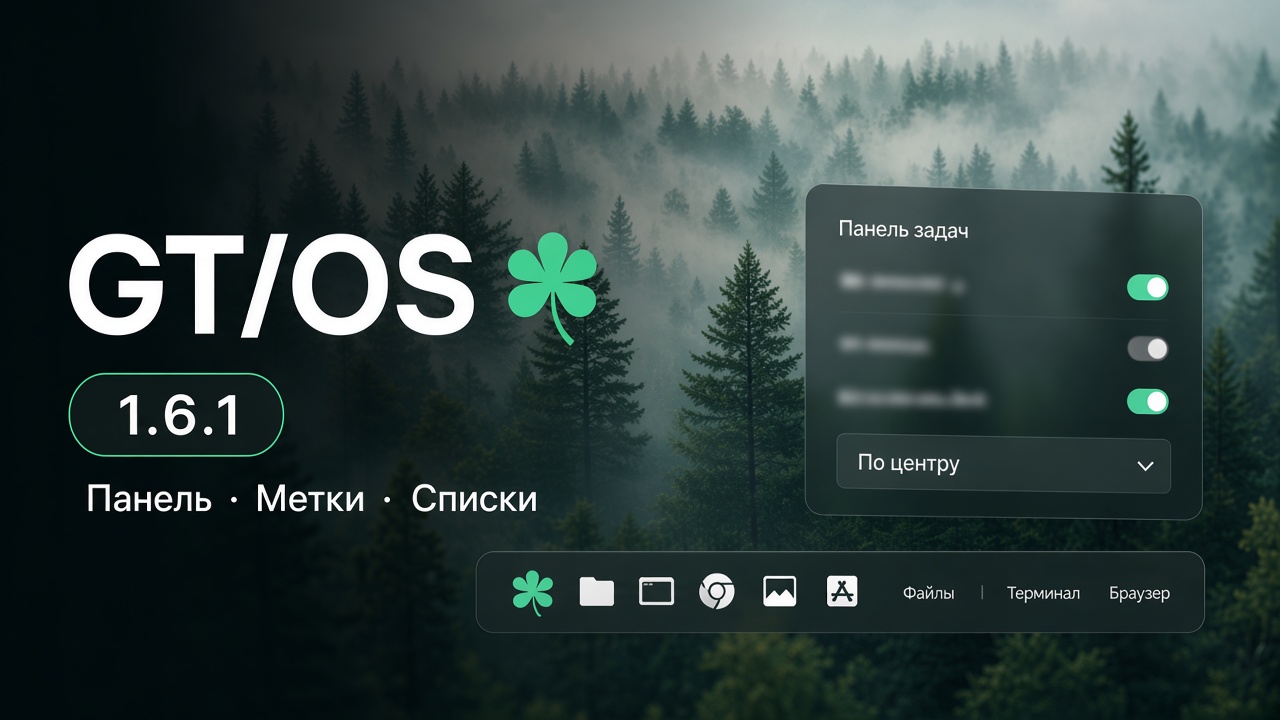 GT/OS
1.6.1
Панель · Метки · Списки
Панель задач
По центру
Файлы | Терминал Браузер